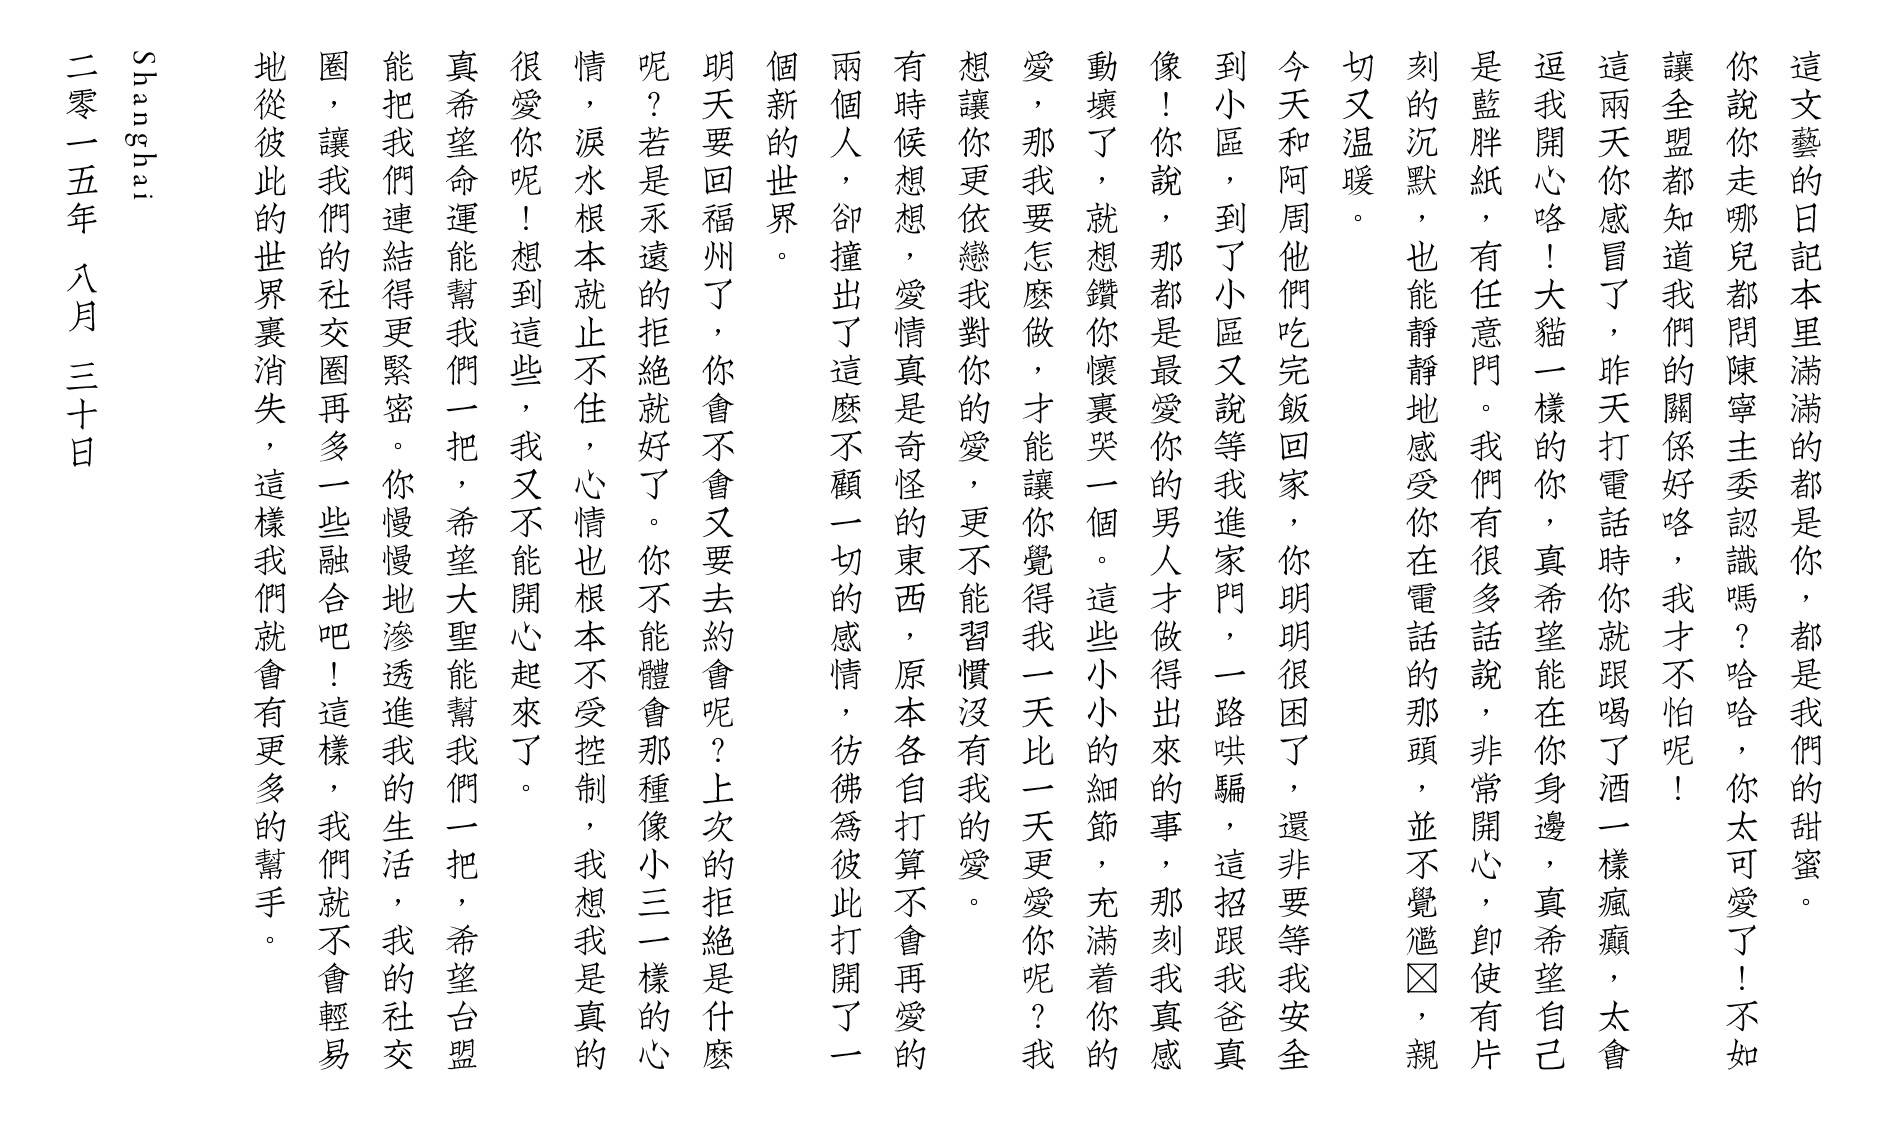 這文藝的日記本里滿滿的都是你，都是我們的甜蜜。
你說你走哪兒都問陳寧主委認識嗎？哈哈，你太可愛了！不如
讓全盟都知道我們的關係好咯，我才不怕呢！
這兩天你感冒了，昨天打電話時你就跟喝了酒一樣瘋癲，太會
逗我開心咯！大貓一樣的你，真希望能在你身邊，真希望自己
是藍胖紙，有任意門。我們有很多話說，非常開心，卽使有片
刻的沉默，也能靜靜地感受你在電話的那頭，並不覺尷，親
切又温暖。
今天和阿周他們吃完飯回家，你明明很困了，還非要等我安全
到小區，到了小區又說等我進家門，一路哄騙，這招跟我爸真
像！你說，那都是最愛你的男人才做得出來的事，那刻我真感
動壞了，就想鑽你懷裏哭一個。這些小小的細節，充滿着你的
愛，那我要怎麼做，才能讓你覺得我一天比一天更愛你呢？我
想讓你更依戀我對你的愛，更不能習慣沒有我的愛。
有時候想想，愛情真是奇怪的東西，原本各自打算不會再愛的
兩個人，卻撞出了這麼不顧一切的感情，彷彿爲彼此打開了一
個新的世界。
明天要回福州了，你會不會又要去約會呢？上次的拒絕是什麼
呢？若是永遠的拒絕就好了。你不能體會那種像小三一樣的心
情，淚水根本就止不住，心情也根本不受控制，我想我是真的
很愛你呢！想到這些，我又不能開心起來了。
真希望命運能幫我們一把，希望大聖能幫我們一把，希望台盟
能把我們連結得更緊密。你慢慢地滲透進我的生活，我的社交
圈，讓我們的社交圈再多一些融合吧！這樣，我們就不會輕易
地從彼此的世界裏消失，這樣我們就會有更多的幫手。
Shanghai
二零一五年 八月 三十日